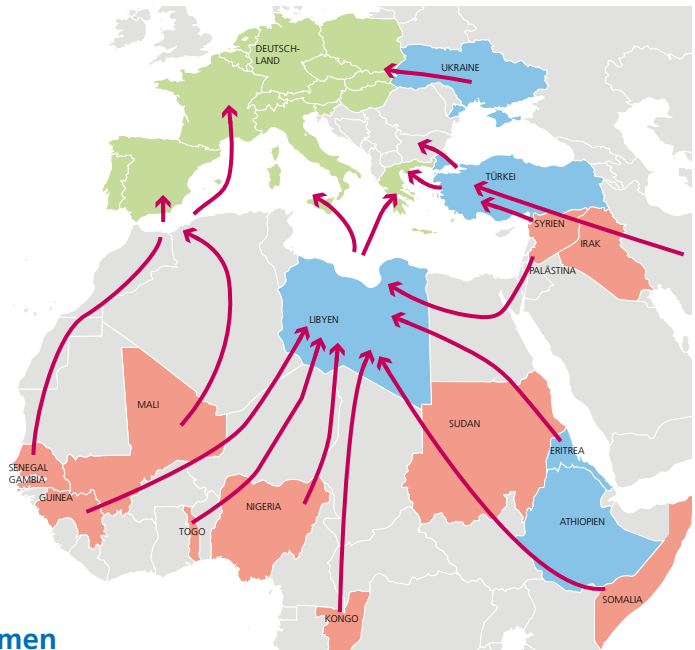 DEUTSCH-
LAND
UKRAINE
TÜRKEI
SYRIEN
IRAK
PALÄSTINA
LIBYEN
MALI
SUDAN
ERITREA
SENEGAL
GAMBIA
GUINEA
NIGERIA
TOGO
ATHIOPIEN
SOMALIA
KONGO
men